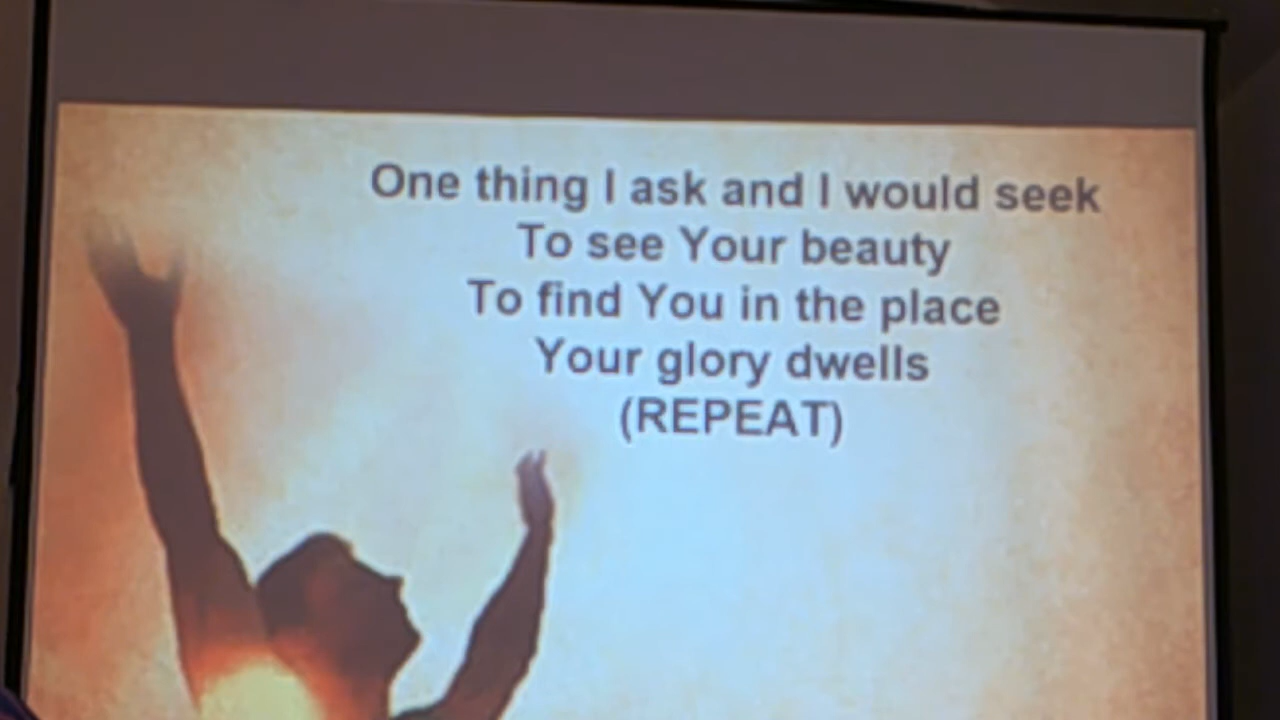 One thing I ask and I would seek
To see Your beauty
To find You in the place
Your glory dwells
(REPEAT)